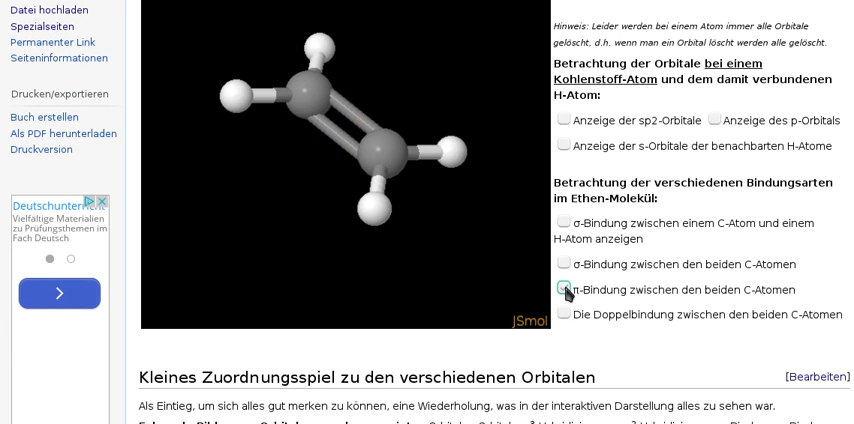 Datei hochladen
Spezialseiten
Permanenter Link
Seiteninformationen
Drucken/exportieren
Buch erstellen
Als PDF herunterladen
Druckversion
Deutschunterricht
Vielfältige Materialien
zu Prüfungsthemen im
Fach Deutsch
JSmol
Hinweis: Leider werden bei einem Atom immer alle Orbitale
gelöscht, d.h. wenn man ein Orbital löscht werden alle gelöscht.
Betrachtung der Orbitale bei einem
Kohlenstoff-Atom und dem damit verbundenen
H-Atom:
Anzeige der sp2-Orbitale Anzeige des p-Orbitals
Anzeige der s-Orbitale der benachbarten H-Atome
Betrachtung der verschiedenen Bindungsarten
im Ethen-Molekül:
σ-Bindung zwischen einem C-Atom und einem
H-Atom anzeigen
σ-Bindung zwischen den beiden C-Atomen
π-Bindung zwischen den beiden C-Atomen
Die Doppelbindung zwischen den beiden C-Atomen
Kleines Zuordnungsspiel zu den verschiedenen Orbitalen [Bearbeiten]
Als Eintieg, um sich alles gut merken zu können, eine Wiederholung, was in der interaktiven Darstellung alles zu sehen war.